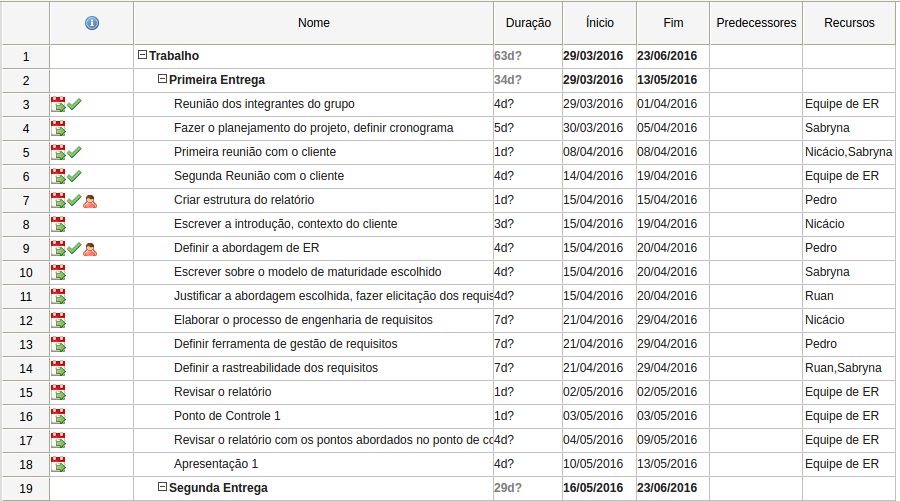 Nome Duração Ínicio Fim Predecessores Recursos
1 Trabalho 63d? 29/03/2016 23/06/2016
2 Primeira Entrega 34d? 29/03/2016 13/05/2016
3 Reunião dos integrantes do grupo 4d? 29/03/2016 01/04/2016 Equipe de ER
4 Fazer o planejamento do projeto, definir cronograma 5d? 30/03/2016 05/04/2016 Sabryna
5 Primeira reunião com o cliente 1d? 08/04/2016 08/04/2016 Nicácio,Sabryna
6 Segunda Reunião com o cliente 4d? 14/04/2016 19/04/2016 Equipe de ER
7 Criar estrutura do relatório 1d? 15/04/2016 15/04/2016 Pedro
8 Escrever a introdução, contexto do cliente 3d? 15/04/2016 19/04/2016 Nicácio
9 Definir a abordagem de ER 4d? 15/04/2016 20/04/2016 Pedro
10 Escrever sobre o modelo de maturidade escolhido 4d? 15/04/2016 20/04/2016 Sabryna
11 Justificar a abordagem escolhida, fazer elicitação dos requis 4d? 15/04/2016 20/04/2016 Ruan
12 Elaborar o processo de engenharia de requisitos 7d? 21/04/2016 29/04/2016 Nicácio
13 Definir ferramenta de gestão de requisitos 7d? 21/04/2016 29/04/2016 Pedro
14 Definir a rastreabilidade dos requisitos 7d? 21/04/2016 29/04/2016 Ruan,Sabryna
15 Revisar o relatório 1d? 02/05/2016 02/05/2016 Equipe de ER
16 Ponto de Controle 1 1d? 03/05/2016 03/05/2016 Equipe de ER
17 Revisar o relatório com os pontos abordados no ponto de co 4d? 04/05/2016 09/05/2016 Equipe de ER
18 Apresentação 1 4d? 10/05/2016 13/05/2016 Equipe de ER
19 Segunda Entrega 29d? 16/05/2016 23/06/2016